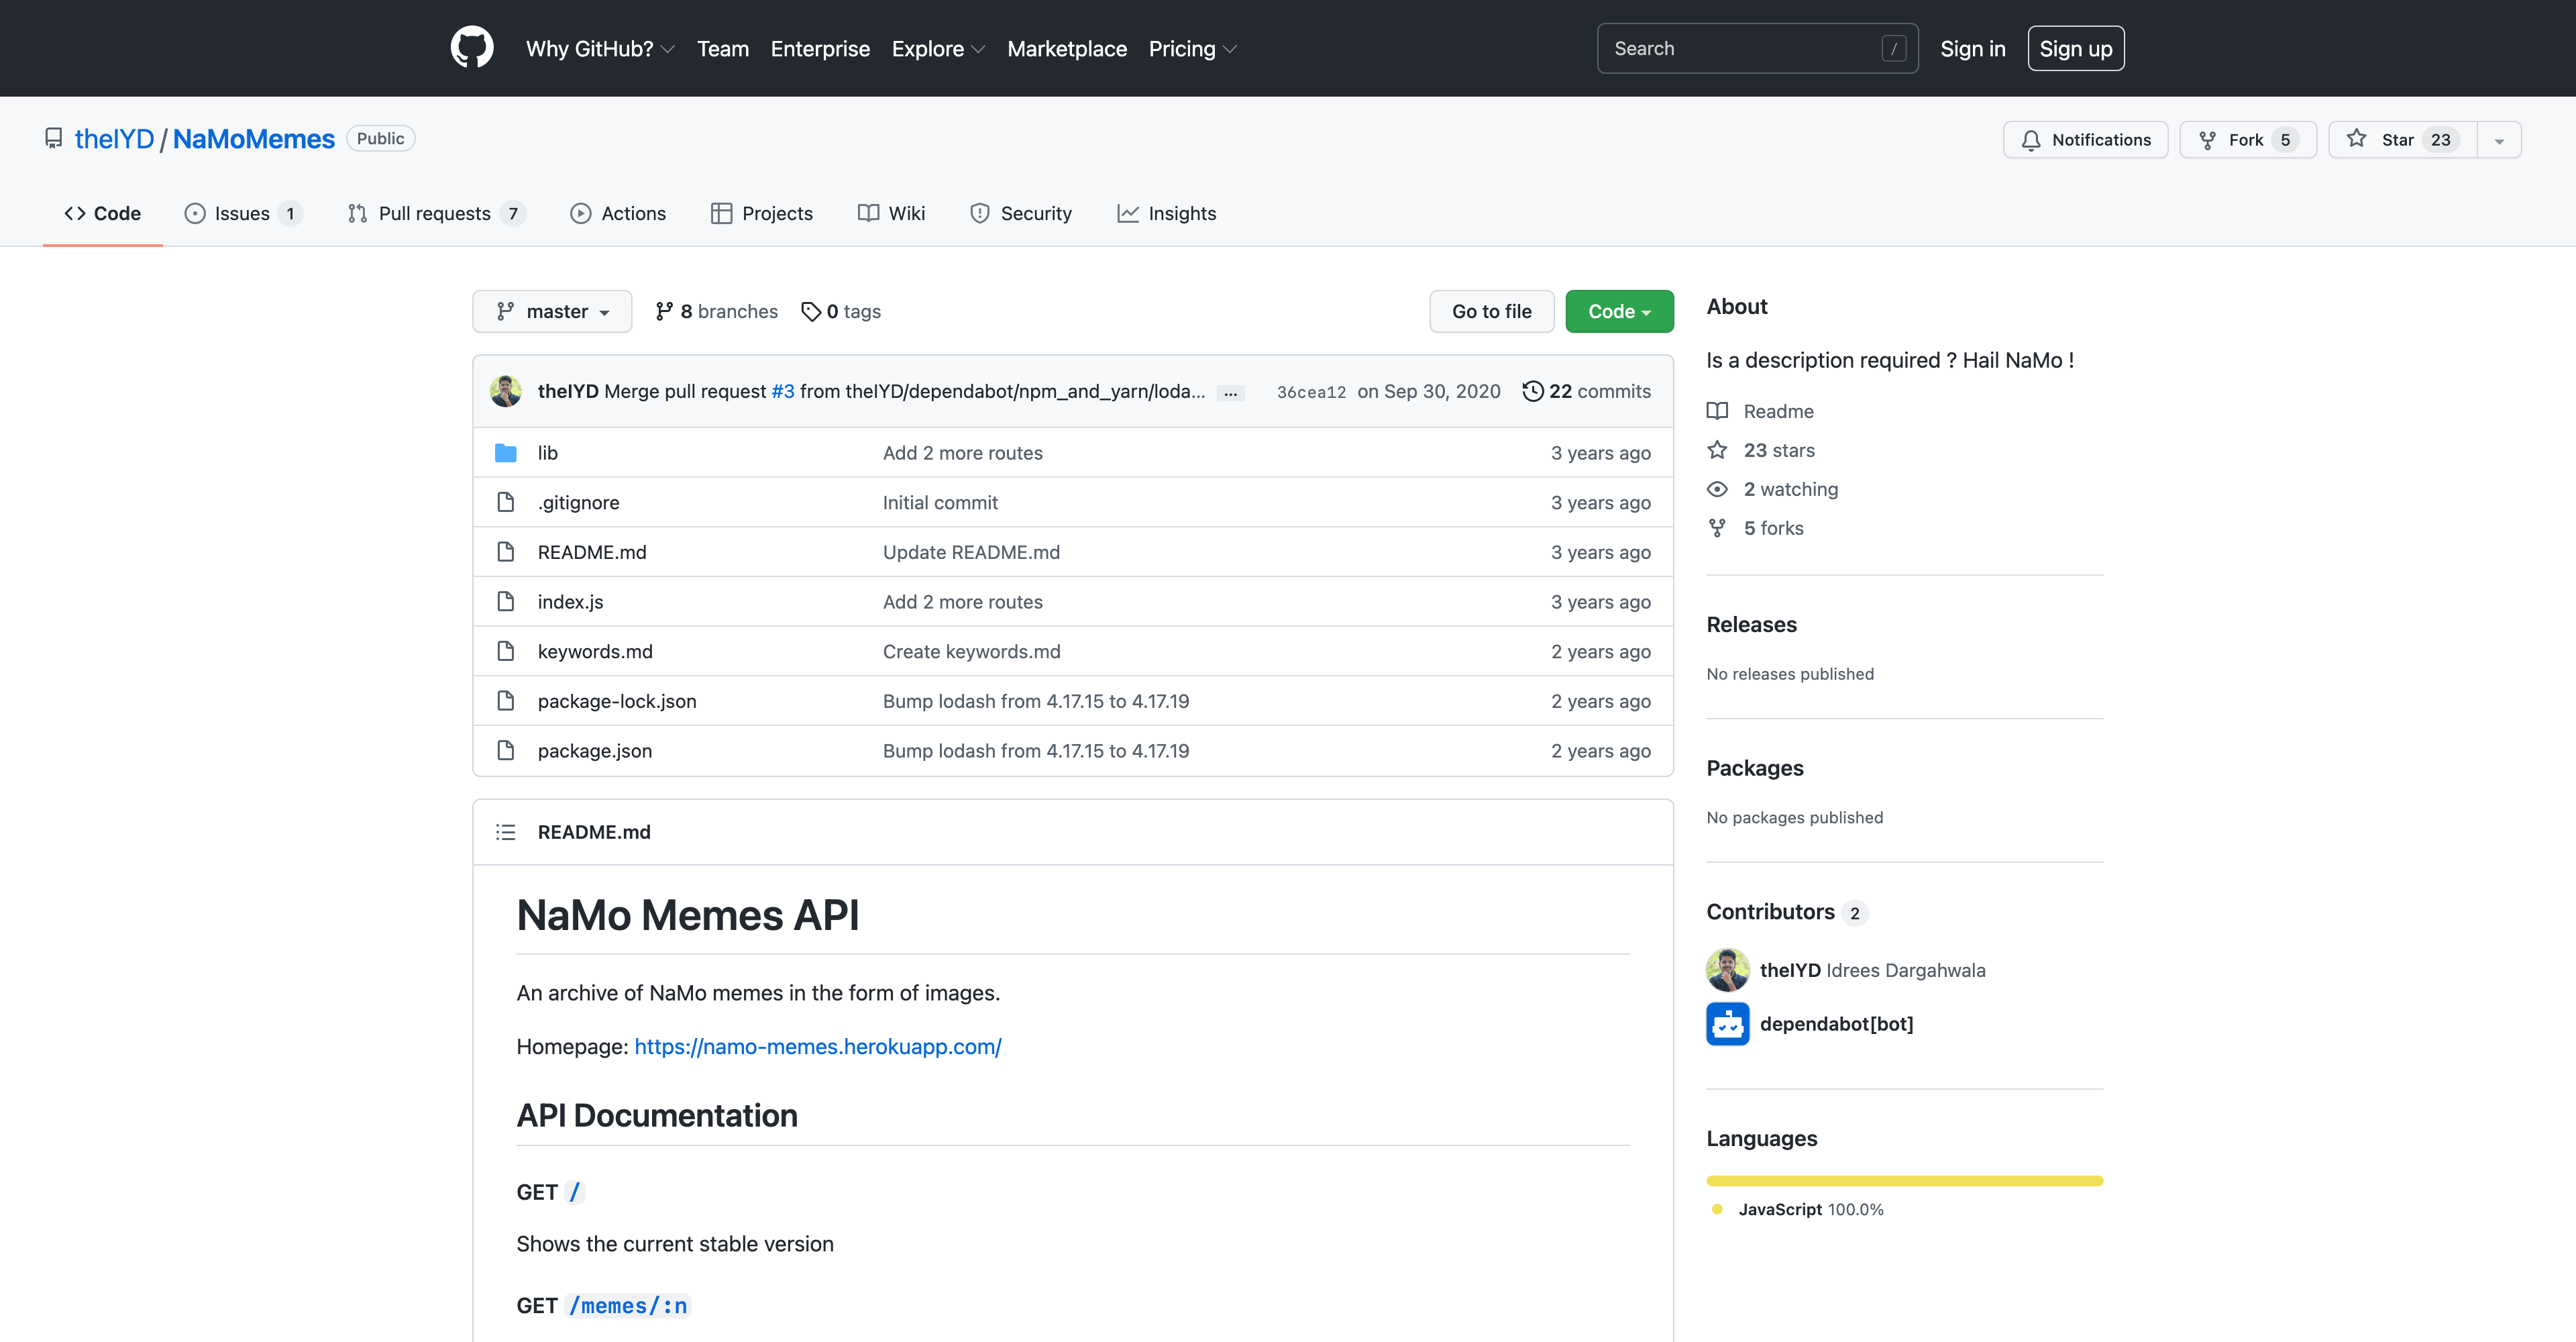 Why GitHub? Team Enterprise Explore Marketplace Pricing Search / Sign in Sign up
theIYD / NaMoMemes Public Notifications Fork 5 Star 23
Code Issues 1 Pull requests 7 Actions Projects Wiki Security Insights
master 8 branches 0 tags Go to file Code
theIYD Merge pull request #3 from theIYD/dependabot/npm_and_yarn/loda... ... 36cea12 on Sep 30, 2020 22 commits
lib Add 2 more routes 3 years ago
.gitignore Initial commit 3 years ago
README.md Update README.md 3 years ago
index.js Add 2 more routes 3 years ago
keywords.md Create keywords.md 2 years ago
package-lock.json Bump lodash from 4.17.15 to 4.17.19 2 years ago
package.json Bump lodash from 4.17.15 to 4.17.19 2 years ago
README.md
NaMo Memes API
An archive of NaMo memes in the form of images.
Homepage: https://namo-memes.herokuapp.com/
API Documentation
GET /
Shows the current stable version
GET /memes/:n
About
Is a description required ? Hail NaMo !
Readme
23 stars
2 watching
5 forks
Releases
No releases published
Packages
No packages published
Contributors 2
theIYD Idrees Dargahwala
dependabot[bot]
Languages
JavaScript 100.0%